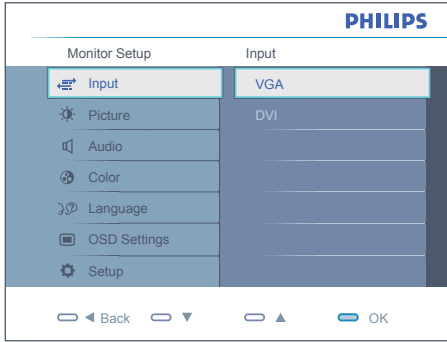 PHILIPS
Monitor Setup Input
Input VGA
Picture DVI
Audio
Color
Language
OSD Settings
Setup
Back OK